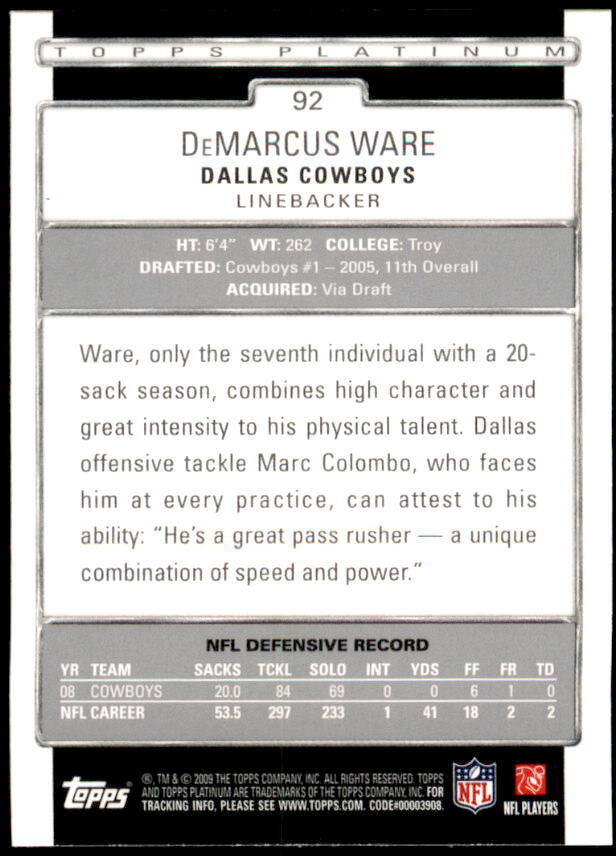 TOPPS PLATINUM
92
DeMARCUS WARE
DALLAS COWBOYS
LINEBACKER
HT: 6'4" WT: 262 COLLEGE: Troy
DRAFTED: Cowboys #1 – 2005, 11th Overall
ACQUIRED: Via Draft
Ware, only the seventh individual with a 20-
sack season, combines high character and
great intensity to his physical talent. Dallas
offensive tackle Marc Colombo, who faces
him at every practice, can attest to his
ability: “He’s a great pass rusher — a unique
combination of speed and power.”
NFL DEFENSIVE RECORD
YR TEAM SACKS TCKL SOLO INT YDS FF FR TD
08 COWBOYS 20.0 84 69 0 0 6 1 0
NFL CAREER 53.5 297 233 1 41 18 2 2
®, TM & © 2009 THE TOPPS COMPANY, INC. ALL RIGHTS RESERVED. TOPPS
AND TOPPS PLATINUM ARE TRADEMARKS OF THE TOPPS COMPANY, INC. FOR
TRACKING INFO, PLEASE SEE WWW.TOPPS.COM. CODE#00003908.
TOPPS
NFL
NFL PLAYERS